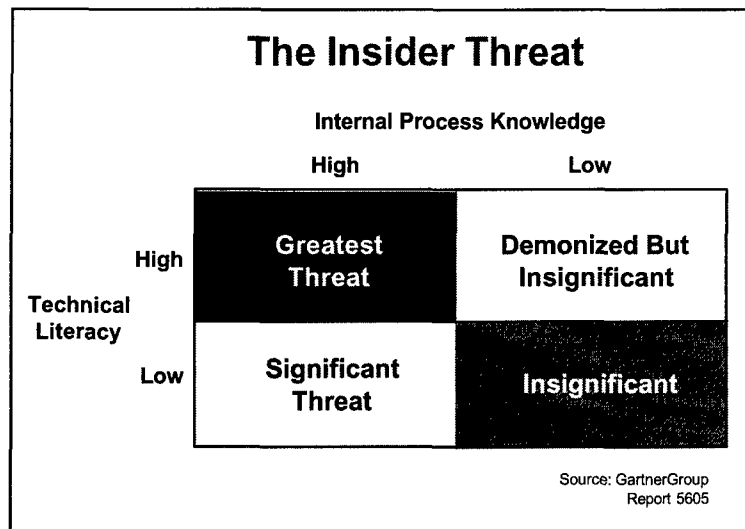 The Insider Threat
Internal Process Knowledge
High Low
High
Greatest
Threat
Demonized But
Insignificant
Technical
Literacy
Low
Significant
Threat
Insignificant
Source: GartnerGroup
Report 5605